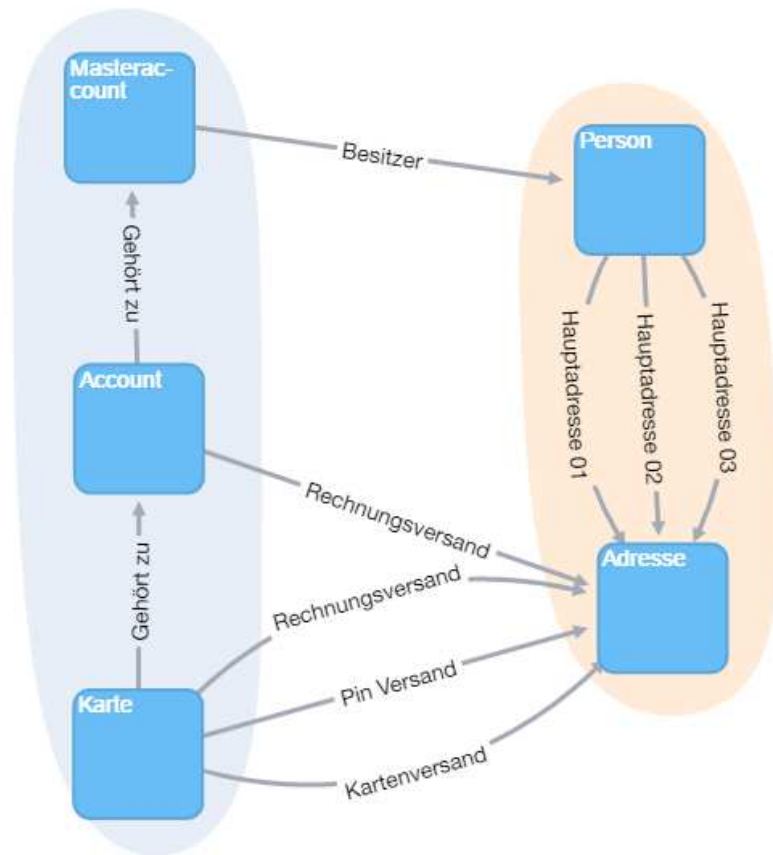 Masterac-
count
Besitzer
Person
Gehört zu
Hauptadresse 01
Hauptadresse 02
Hauptadresse 03
Account
Rechnungsversand
Adresse
Rechnungsversand
Gehört zu
Pin Versand
Karte
Kartenversand